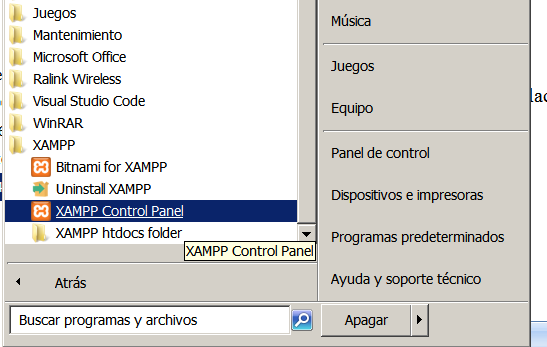 Juegos
Mantenimiento
Microsoft Office
Ralink Wireless
Visual Studio Code
WinRAR
XAMPP
Bitnami for XAMPP
Uninstall XAMPP
XAMPP Control Panel
XAMPP htdocs folder
XAMPP Control Panel
Atrás
Buscar programas y archivos
Música
Juegos
Equipo
Panel de control
Dispositivos e impresoras
Programas predeterminados
Ayuda y soporte técnico
Apagar